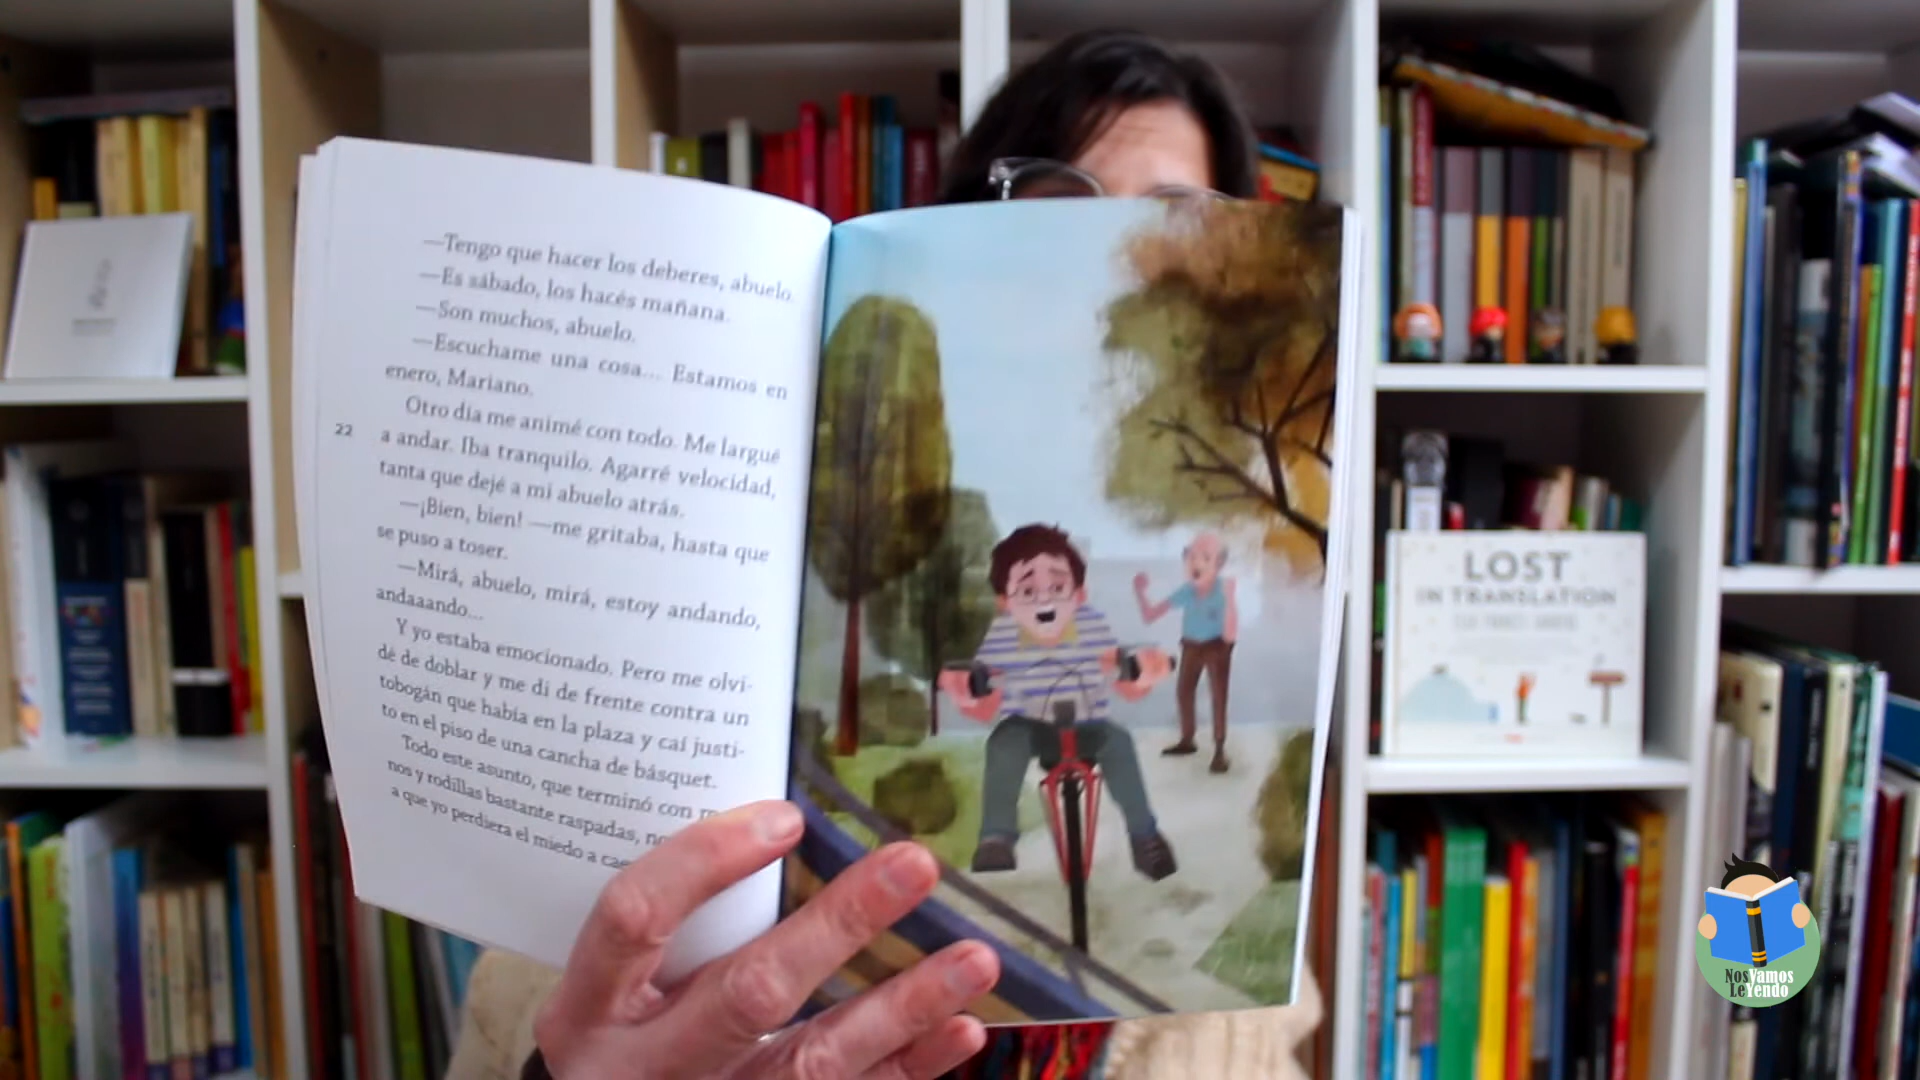 —Tengo que hacer los deberes, abuelo.
—Es sábado, los hacés mañana.
—Son muchos, abuelo.
—Escuchame una cosa... Estamos en
enero, Mariano.
Otro día me animé con todo. Me largué
22
a andar. Iba tranquilo. Agarré velocidad,
tanta que dejé a mi abuelo atrás.
—¡Bien, bien! —me gritaba, hasta que
se puso a toser.
—Mirá, abuelo, mirá, estoy andando,
andaaando...
Y yo estaba emocionado. Pero me olvi-
dé de doblar y me di de frente contra un
tobogán que había en la plaza y caí justi-
to en el piso de una cancha de básquet.
Todo este asunto, que terminó con
nos y rodillas bastante raspadas,
a que yo perdiera el miedo a
LOST
IN TRANSLATION
Nos Vamos
LeYendo